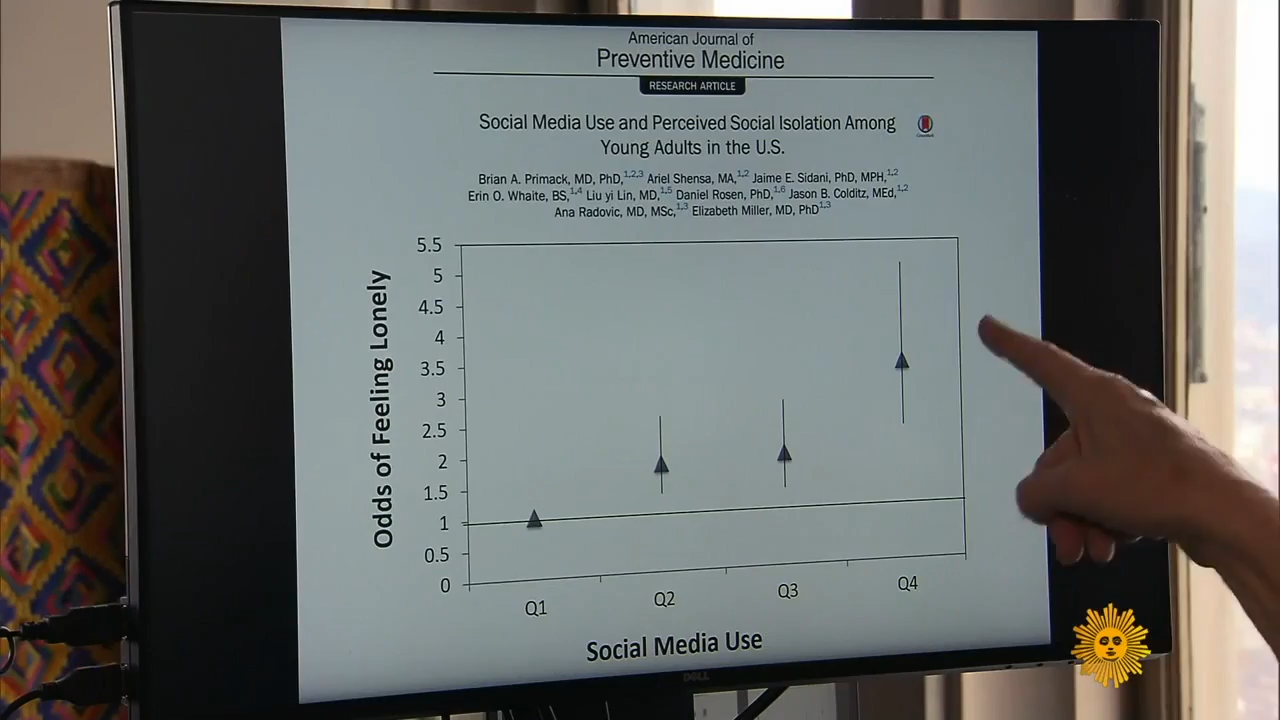 American Journal of
Preventive Medicine
RESEARCH ARTICLE
Social Media Use and Perceived Social Isolation Among
Young Adults in the U.S.
Brian A. Primack, MD, PhD,1,2,3 Ariel Shensa, MA,1,2 Jaime E. Sidani, PhD, MPH,1,2
Erin O. Whaite, BS,1,4 Liu yi Lin, MD,1,5 Daniel Rosen, PhD,1,6 Jason B. Colditz, MEd,1,2
Ana Radovic, MD, MSc,1,3 Elizabeth Miller, MD, PhD1,3
Odds of Feeling Lonely
5.5
5
4.5
4
3.5
3
2.5
2
1.5
1
0.5
0
Q1 Q2 Q3 Q4
Social Media Use
DELL